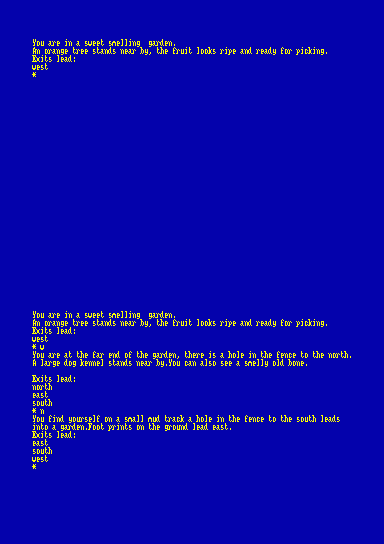 You are in a sweet smelling  garden.
An orange tree stands near by, the fruit looks ripe and ready for picking.
Exits lead:
west
*
You are in a sweet smelling  garden.
An orange tree stands near by, the fruit looks ripe and ready for picking.
Exits lead:
west
* w
You are at the far end of the garden, there is a hole in the fence to the north.
A large dog kennel stands near by.You can also see a smelly old bone.
Exits lead:
north
east
south
* n
You find yourself on a small mud track a hole in the fence to the south leads
into a garden.Foot prints on the ground lead east.
Exits lead:
east
south
west
*